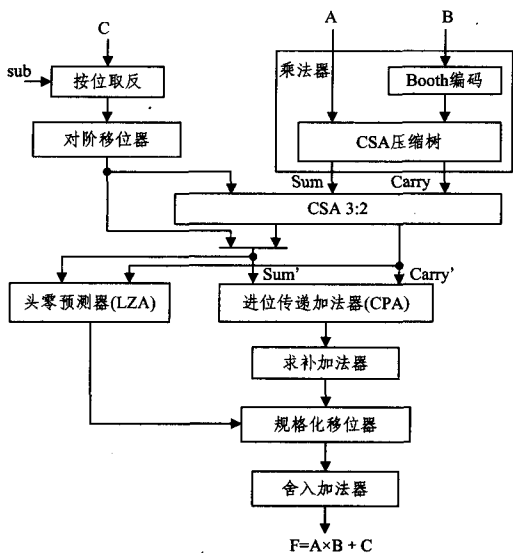 C
A
B
sub
按位取反
乘法器
Booth编码
对阶移位器
CSA压缩树
Sum
Carry
CSA 3:2
Sum’
Carry’
头零预测器(LZA)
进位传递加法器(CPA)
求补加法器
规格化移位器
舍入加法器
F=A×B + C